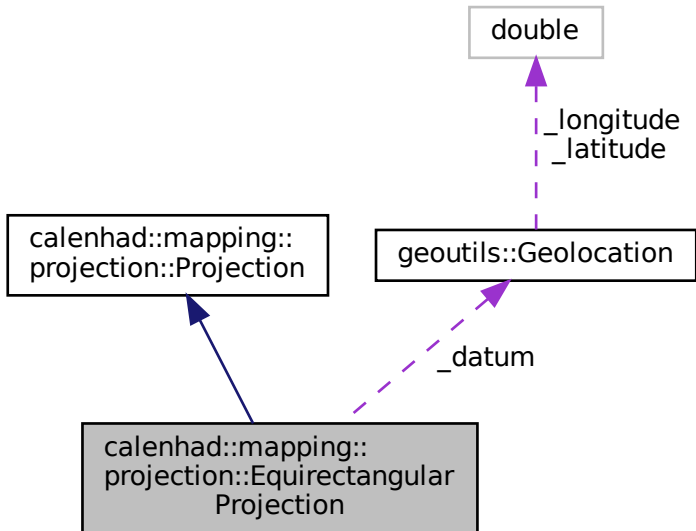 double
_longitude
_latitude
calenhad::mapping::
projection::Projection
geoutils::Geolocation
_datum
calenhad::mapping::
projection::Equirectangular
Projection